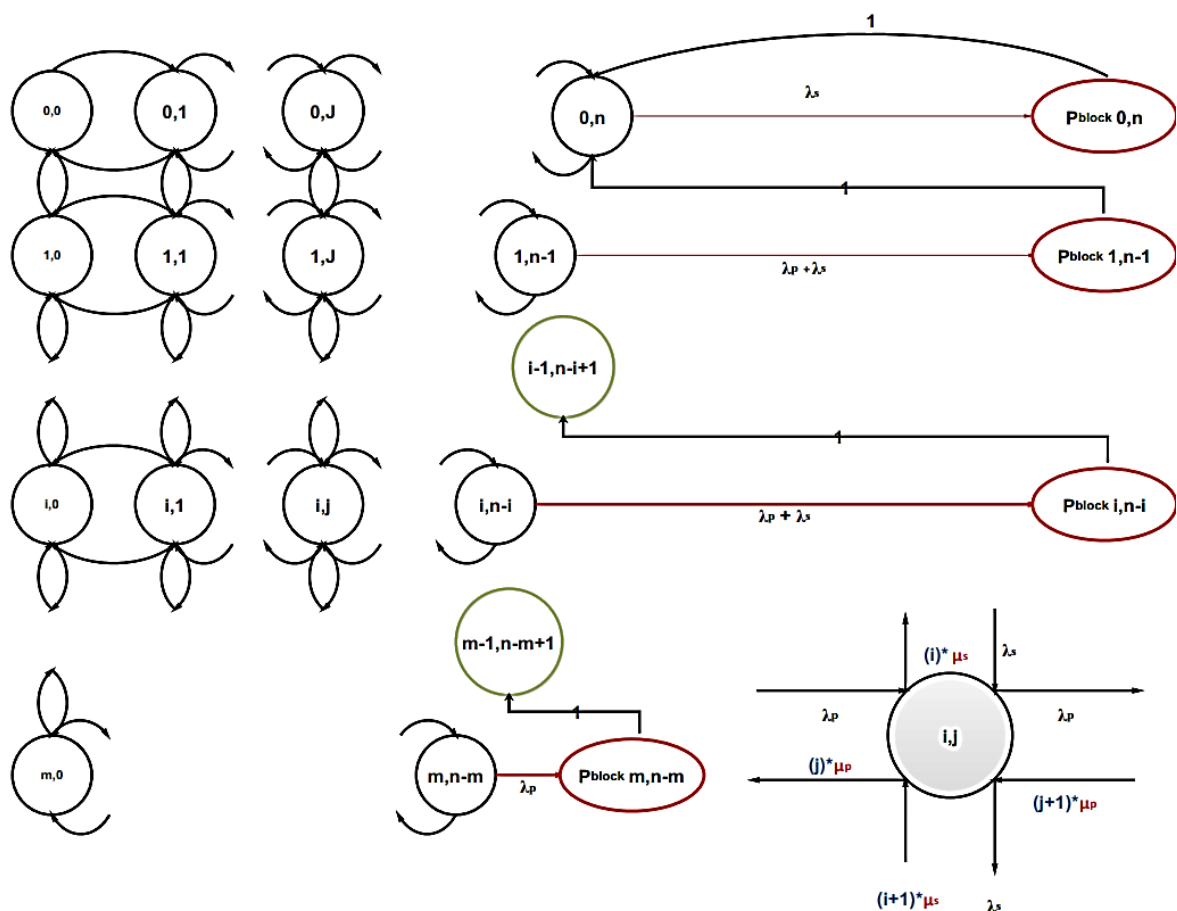 1
0,0 0,1 0,J 0,n λs Pblock 0,n
1
1,0 1,1 1,J 1,n-1 λp +λs Pblock 1,n-1
i-1,n-i+1
1
i,0 i,1 i,j i,n-i λp + λs Pblock i,n-i
m-1,n-m+1
1
m,0 m,n-m λp Pblock m,n-m
(i)* μs λs
λp λp
i,j
(j)*μp (j+1)*μp
(i+1)*μs λs